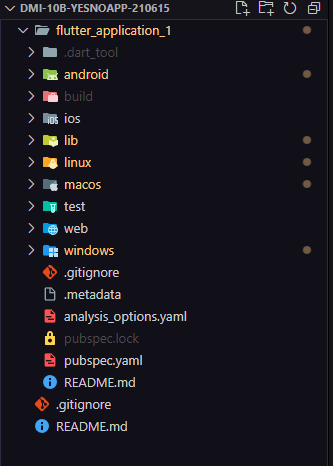 DMI-10B-YESNOAPP-210615
flutter_application_1
.dart_tool
android
build
ios
lib
linux
macos
test
web
windows
.gitignore
.metadata
analysis_options.yaml
pubspec.lock
pubspec.yaml
README.md
.gitignore
README.md